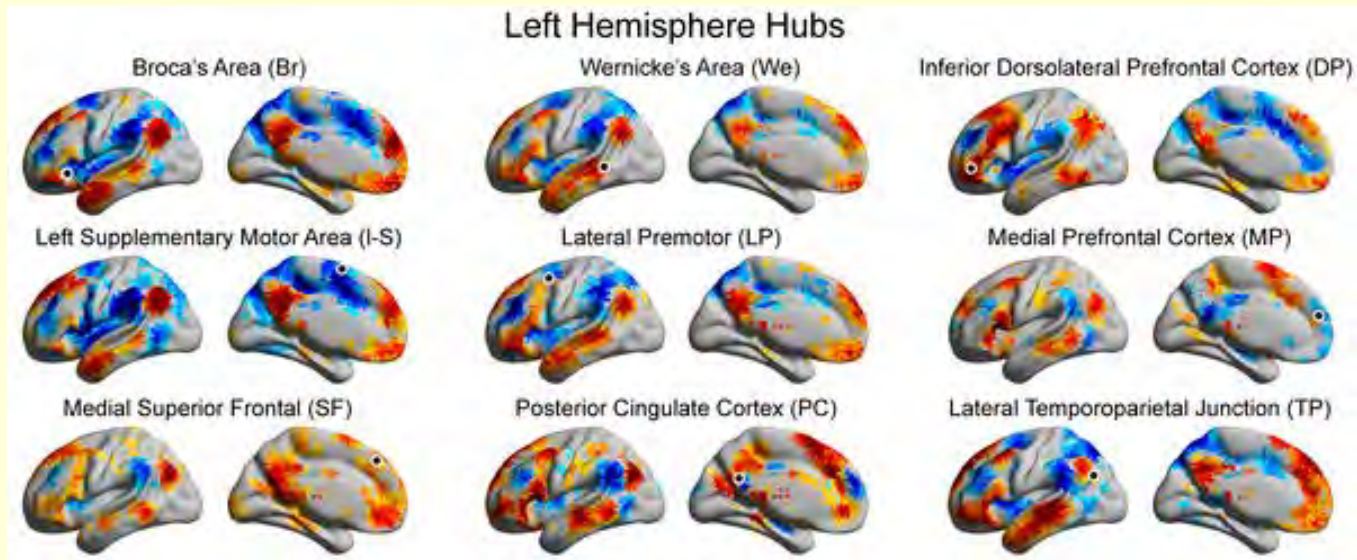 Left Hemisphere Hubs
Broca's Area (Br)
Wernicke's Area (We)
Inferior Dorsolateral Prefrontal Cortex (DP)
Left Supplementary Motor Area (l-S)
Lateral Premotor (LP)
Medial Prefrontal Cortex (MP)
Medial Superior Frontal (SF)
Posterior Cingulate Cortex (PC)
Lateral Temporoparietal Junction (TP)